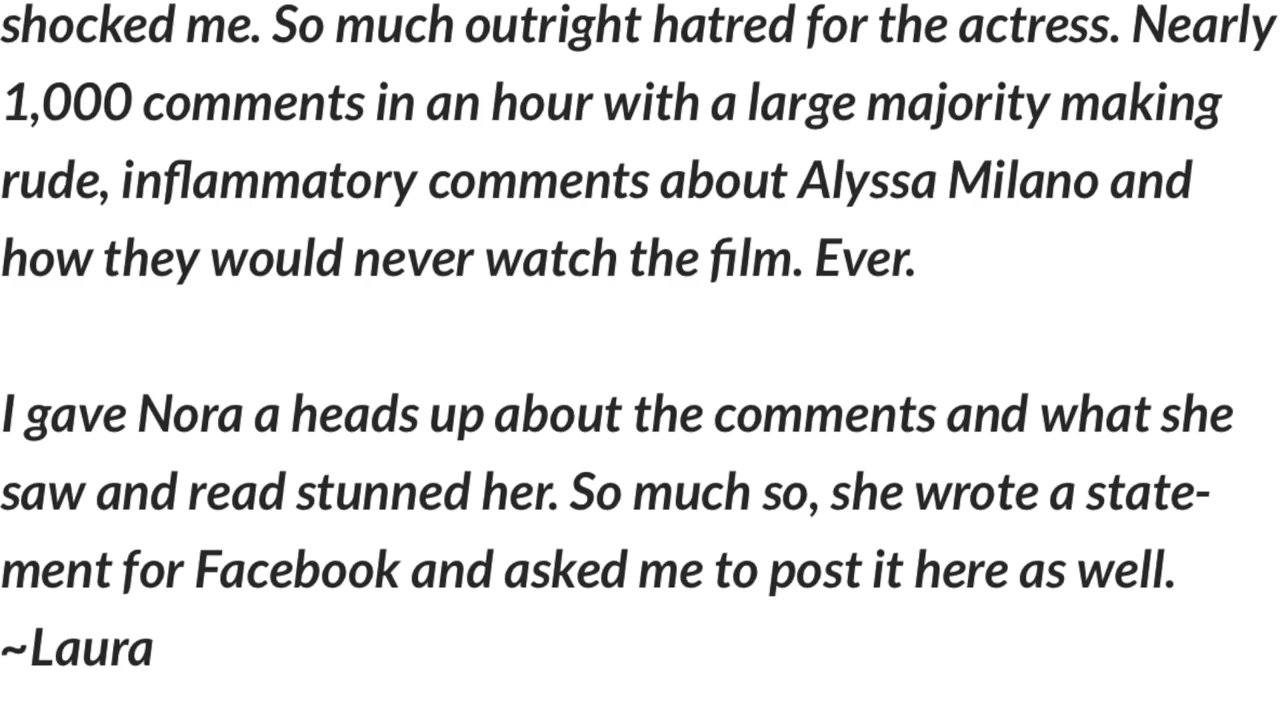 shocked me. So much outright hatred for the actress. Nearly
1,000 comments in an hour with a large majority making
rude, inflammatory comments about Alyssa Milano and
how they would never watch the film. Ever.
I gave Nora a heads up about the comments and what she
saw and read stunned her. So much so, she wrote a state-
ment for Facebook and asked me to post it here as well.
~Laura